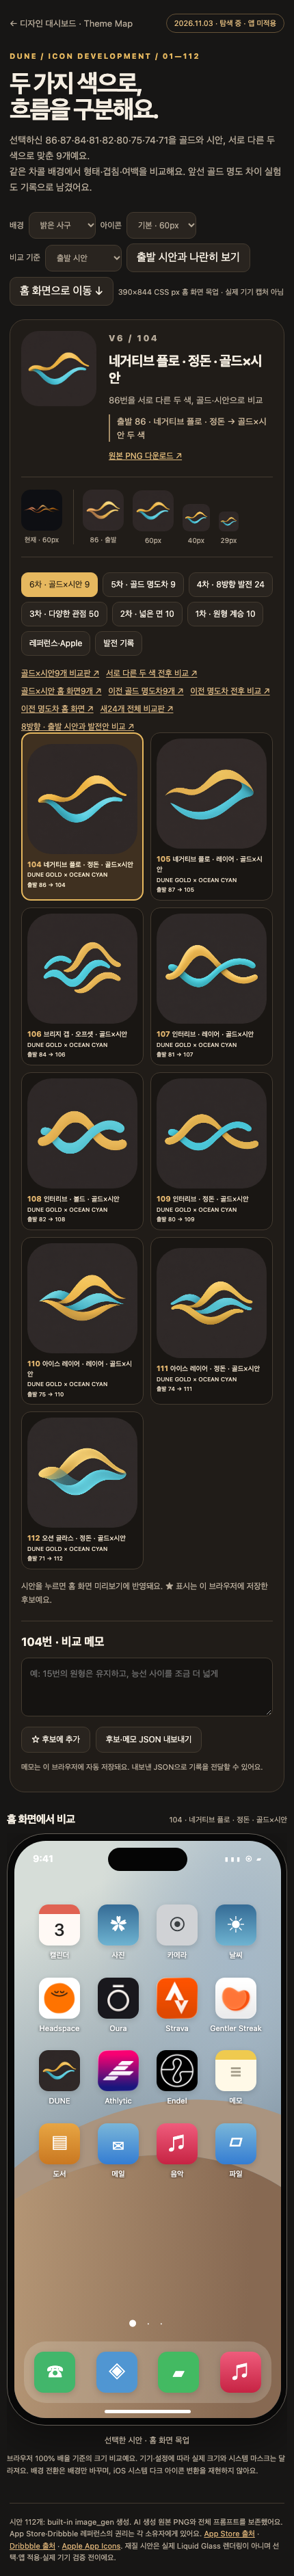 ← 디자인 대시보드 · Theme Map
2026.11.03 · 탐색 중 · 앱 미적용
DUNE / ICON DEVELOPMENT / 01—112
두 가지 색으로,
흐름을 구분해요.
선택하신 86·87·84·81·82·80·75·74·71을 골드와 시안, 서로 다른 두
색으로 맞춘 9개예요.
같은 차콜 배경에서 형태·겹침·여백을 비교해요. 앞선 골드 명도 차이 실험
도 기록으로 남겼어요.
배경
밝은 사구
아이콘
기본 · 60px
비교 기준
출발 시안
출발 시안과 나란히 보기
홈 화면으로 이동 ↓
390×844 CSS px 홈 화면 목업 · 실제 기기 캡처 아님
V6 / 104
네거티브 플로 · 정돈 · 골드×시
안
86번을 서로 다른 두 색, 골드·시안으로 비교
출발 86 · 네거티브 플로 · 정돈 → 골드×시
안 두 색
원본 PNG 다운로드 ↗
현재 · 60px
86 · 출발
60px
40px
29px
6차 · 골드×시안 9
5차 · 골드 명도차 9
4차 · 8방향 발전 24
3차 · 다양한 관점 50
2차 · 넓은 면 10
1차 · 원형 계승 10
레퍼런스·Apple
발전 기록
골드×시안9개 비교판 ↗
서로 다른 두 색 전후 비교 ↗
골드×시안 홈 화면9개 ↗
이전 골드 명도차9개 ↗
이전 명도차 전후 비교 ↗
이전 명도차 홈 화면 ↗
새24개 전체 비교판 ↗
8방향 · 출발 시안과 발전안 비교 ↗
104 네거티브 플로 · 정돈 · 골드×시안
DUNE GOLD × OCEAN CYAN
출발 86 → 104
105 네거티브 플로 · 레이어 · 골드×시
안
DUNE GOLD × OCEAN CYAN
출발 87 → 105
106 브리지 갭 · 오프셋 · 골드×시안
DUNE GOLD × OCEAN CYAN
출발 84 → 106
107 인터리브 · 레이어 · 골드×시안
DUNE GOLD × OCEAN CYAN
출발 81 → 107
108 인터리브 · 볼드 · 골드×시안
DUNE GOLD × OCEAN CYAN
출발 82 → 108
109 인터리브 · 정돈 · 골드×시안
DUNE GOLD × OCEAN CYAN
출발 80 → 109
110 아이스 레이어 · 레이어 · 골드×시
안
DUNE GOLD × OCEAN CYAN
출발 75 → 110
111 아이스 레이어 · 정돈 · 골드×시안
DUNE GOLD × OCEAN CYAN
출발 74 → 111
112 오션 글라스 · 정돈 · 골드×시안
DUNE GOLD × OCEAN CYAN
출발 71 → 112
시안을 누르면 홈 화면 미리보기에 반영돼요. ★ 표시는 이 브라우저에 저장한
후보예요.
104번 · 비교 메모
예: 15번의 원형은 유지하고, 능선 사이를 조금 더 넓게
☆ 후보에 추가
후보·메모 JSON 내보내기
메모는 이 브라우저에 자동 저장돼요. 내보낸 JSON으로 기록을 전달할 수 있어요.
홈 화면에서 비교
104 · 네거티브 플로 · 정돈 · 골드×시안
9:41
3
캘린더
사진
카메라
날씨
Headspace
Oura
Strava
Gentler Streak
DUNE
Athlytic
Endel
메모
도서
메일
음악
파일
선택한 시안 · 홈 화면 목업
브라우저 100% 배율 기준의 크기 비교예요. 기기·설정에 따라 실제 크기와 시스템 마스크는 달
라져요. 배경 전환은 배경만 바꾸며, iOS 시스템 다크 아이콘 변환을 재현하지 않아요.
시안 112개: built-in image_gen 생성. AI 생성 원본 PNG와 전체 프롬프트를 보존했어요.
App Store·Dribbble 레퍼런스의 권리는 각 소유자에게 있어요. App Store 출처 ·
Dribbble 출처 · Apple App Icons. 재질 시안은 실제 Liquid Glass 렌더링이 아니며 선
택·앱 적용·실제 기기 검증 전이에요.